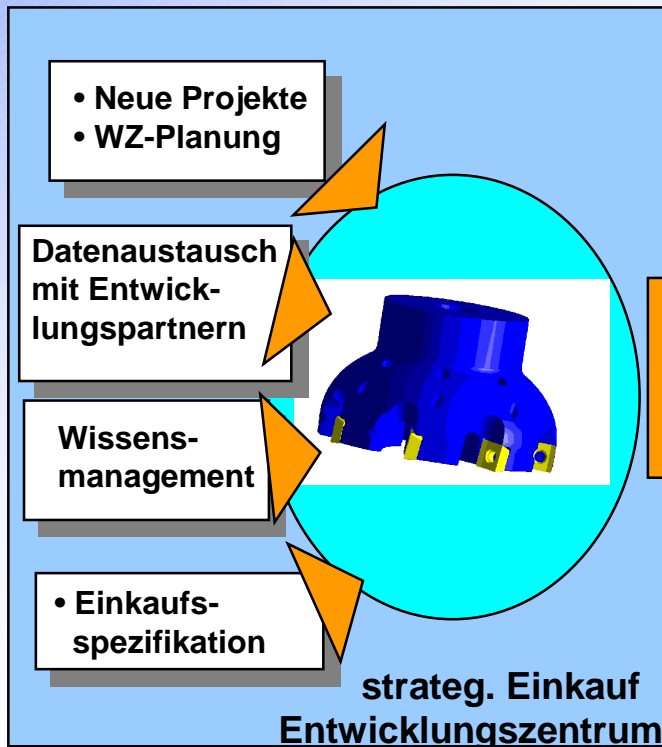 • Neue Projekte
• WZ-Planung
Datenaustausch
mit Entwick-
lungspartnern
Wissens-
management
• Einkaufs-
spezifikation
strateg. Einkauf
Entwicklungszentrum